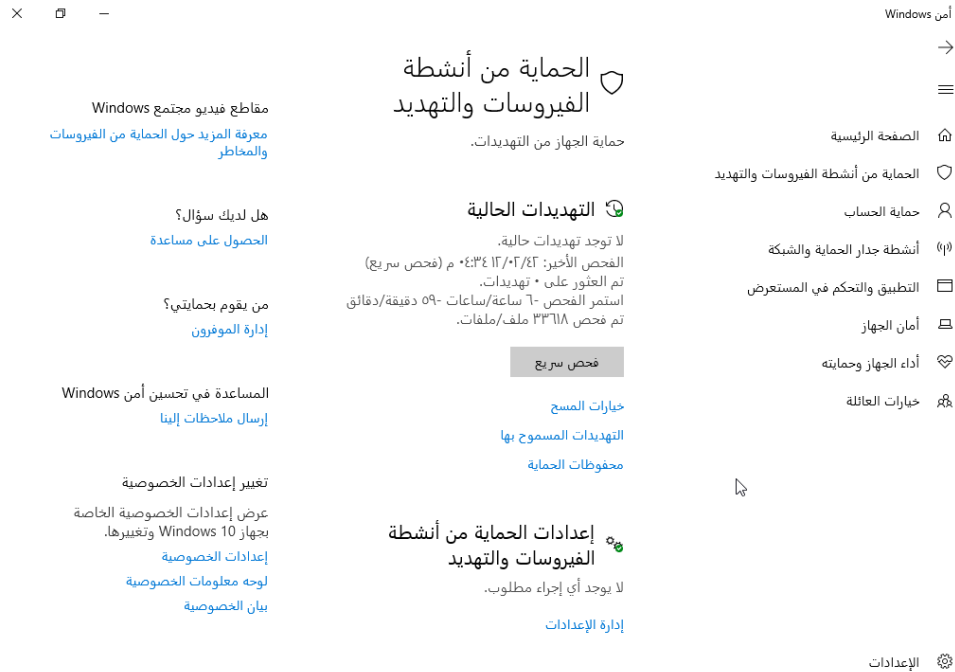 أمن Windows
الصفحة الرئيسية
الحماية من أنشطة الفيروسات والتهديد
حماية الحساب
أنشطة جدار الحماية والشبكة
التطبيق والتحكم في المستعرض
أمان الجهاز
أداء الجهاز وحمايته
خيارات العائلة
الإعدادات
الحماية من أنشطة
الفيروسات والتهديد
حماية الجهاز من التهديدات.
التهديدات الحالية
لا توجد تهديدات حالية.
الفحص الأخير: ١٢/٠٢/٤٢ ٠٤:٣٤ م (فحص سريع)
تم العثور على ٠ تهديدات.
استمر الفحص -٦ ساعة/ساعات -٥٩ دقيقة/دقائق
تم فحص ٣٣٦١٨ ملف/ملفات.
فحص سريع
خيارات المسح
التهديدات المسموح بها
محفوظات الحماية
إعدادات الحماية من أنشطة
الفيروسات والتهديد
لا يوجد أي إجراء مطلوب.
إدارة الإعدادات
مقاطع فيديو مجتمع Windows
معرفة المزيد حول الحماية من الفيروسات
والمخاطر
هل لديك سؤال؟
الحصول على مساعدة
من يقوم بحمايتي؟
إدارة الموفرون
المساعدة في تحسين أمن Windows
إرسال ملاحظات إلينا
تغيير إعدادات الخصوصية
عرض إعدادات الخصوصية الخاصة
بجهاز Windows 10 وتغييرها.
إعدادات الخصوصية
لوحه معلومات الخصوصية
بيان الخصوصية